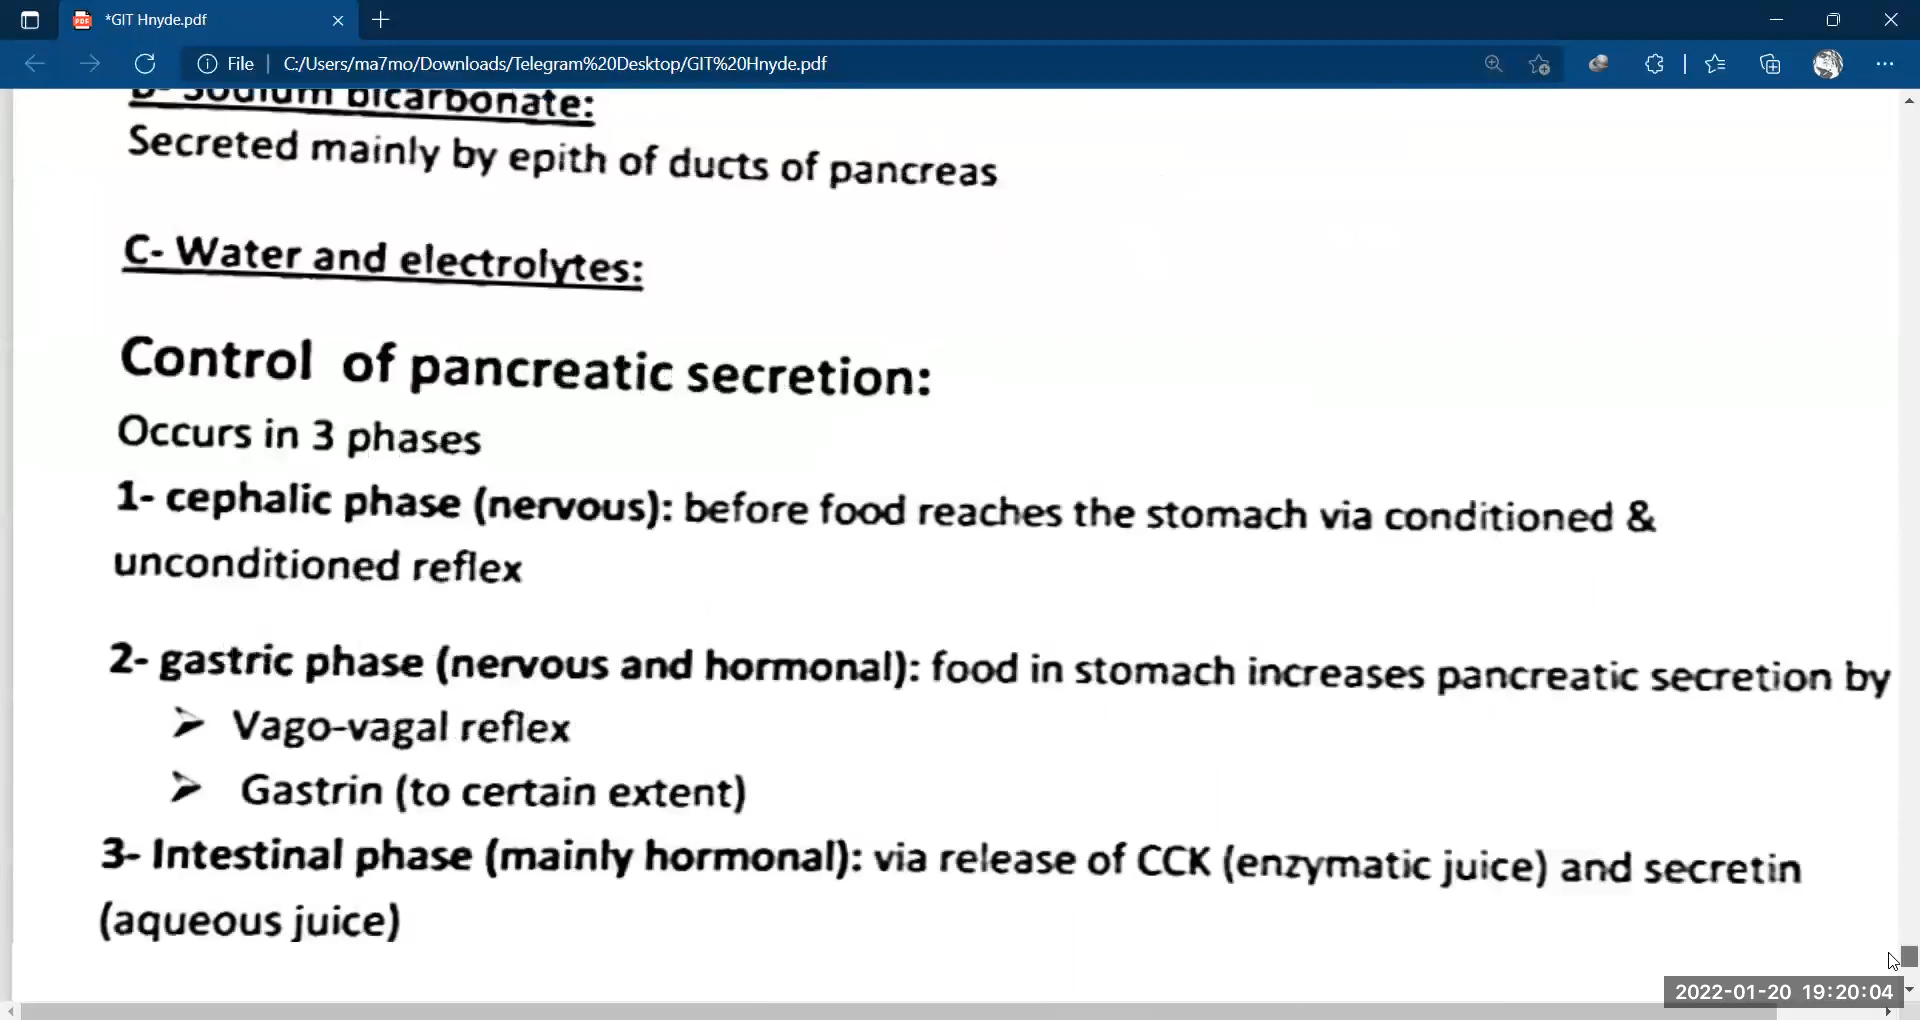 *GIT Hnyde.pdf
File
C:/Users/ma7mo/Downloads/Telegram%20Desktop/GIT%20Hnyde.pdf
Sodium bicarbonate:
Secreted mainly by epith of ducts of pancreas
C- Water and electrolytes:
Control of pancreatic secretion:
Occurs in 3 phases
1- cephalic phase (nervous): before food reaches the stomach via conditioned &
unconditioned reflex
2- gastric phase (nervous and hormonal): food in stomach increases pancreatic secretion by
➤ Vago-vagal reflex
➤ Gastrin (to certain extent)
3- Intestinal phase (mainly hormonal): via release of CCK (enzymatic juice) and secretin
(aqueous juice)
2022-01-20 19:20:04